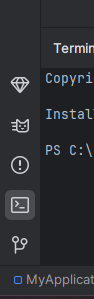 Termin
Copyri
Instal
PS C:\
MyApplicat